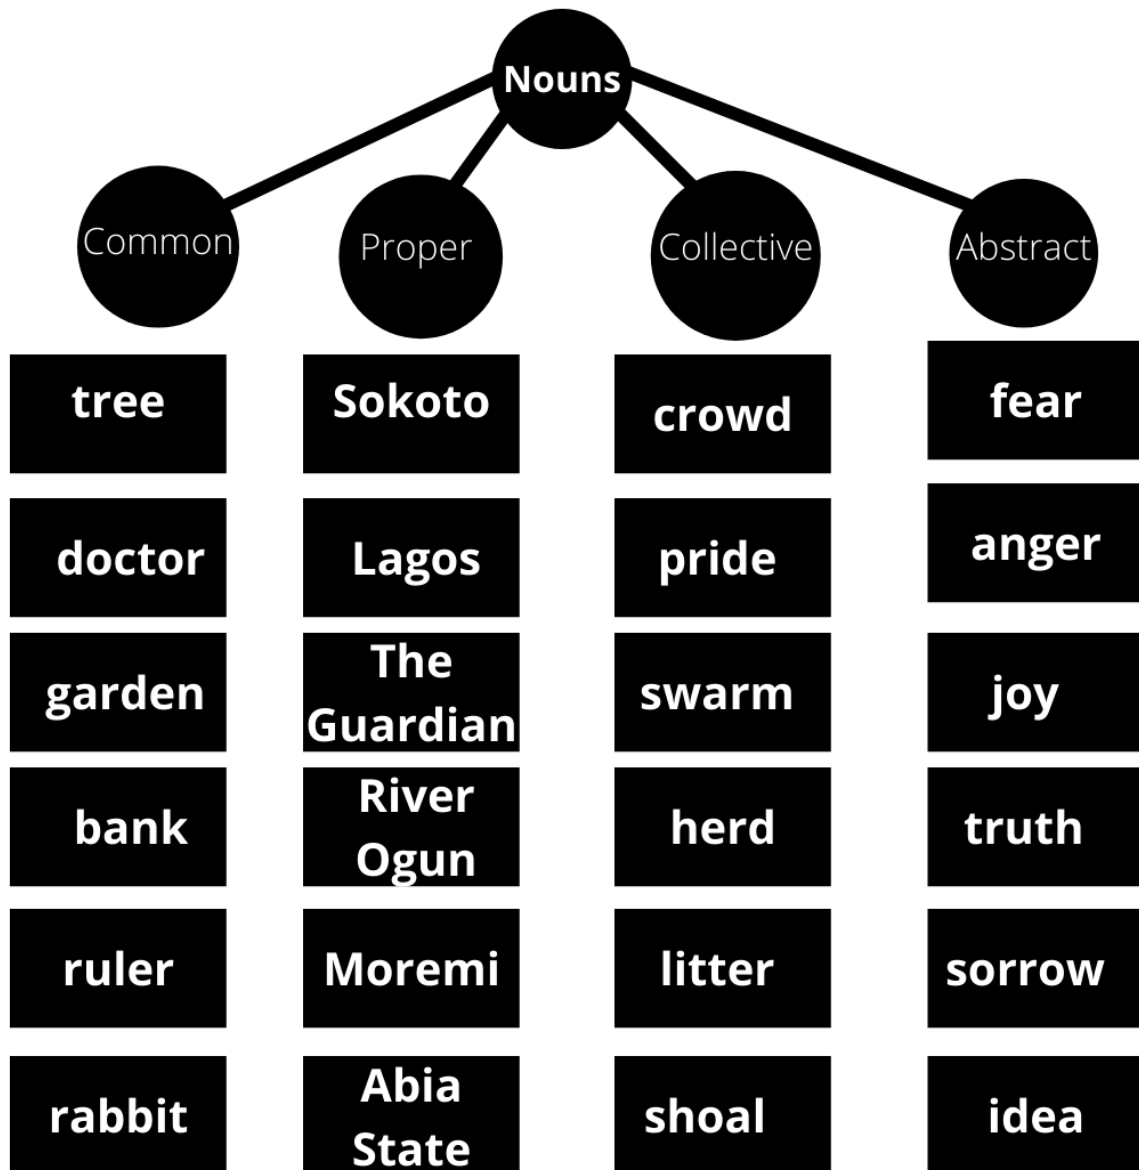 Nouns
Common
Proper
Collective
Abstract
tree
doctor
garden
bank
ruler
rabbit
Sokoto
Lagos
The
Guardian
River
Ogun
Moremi
Abia
State
crowd
pride
swarm
herd
litter
shoal
fear
anger
joy
truth
sorrow
idea